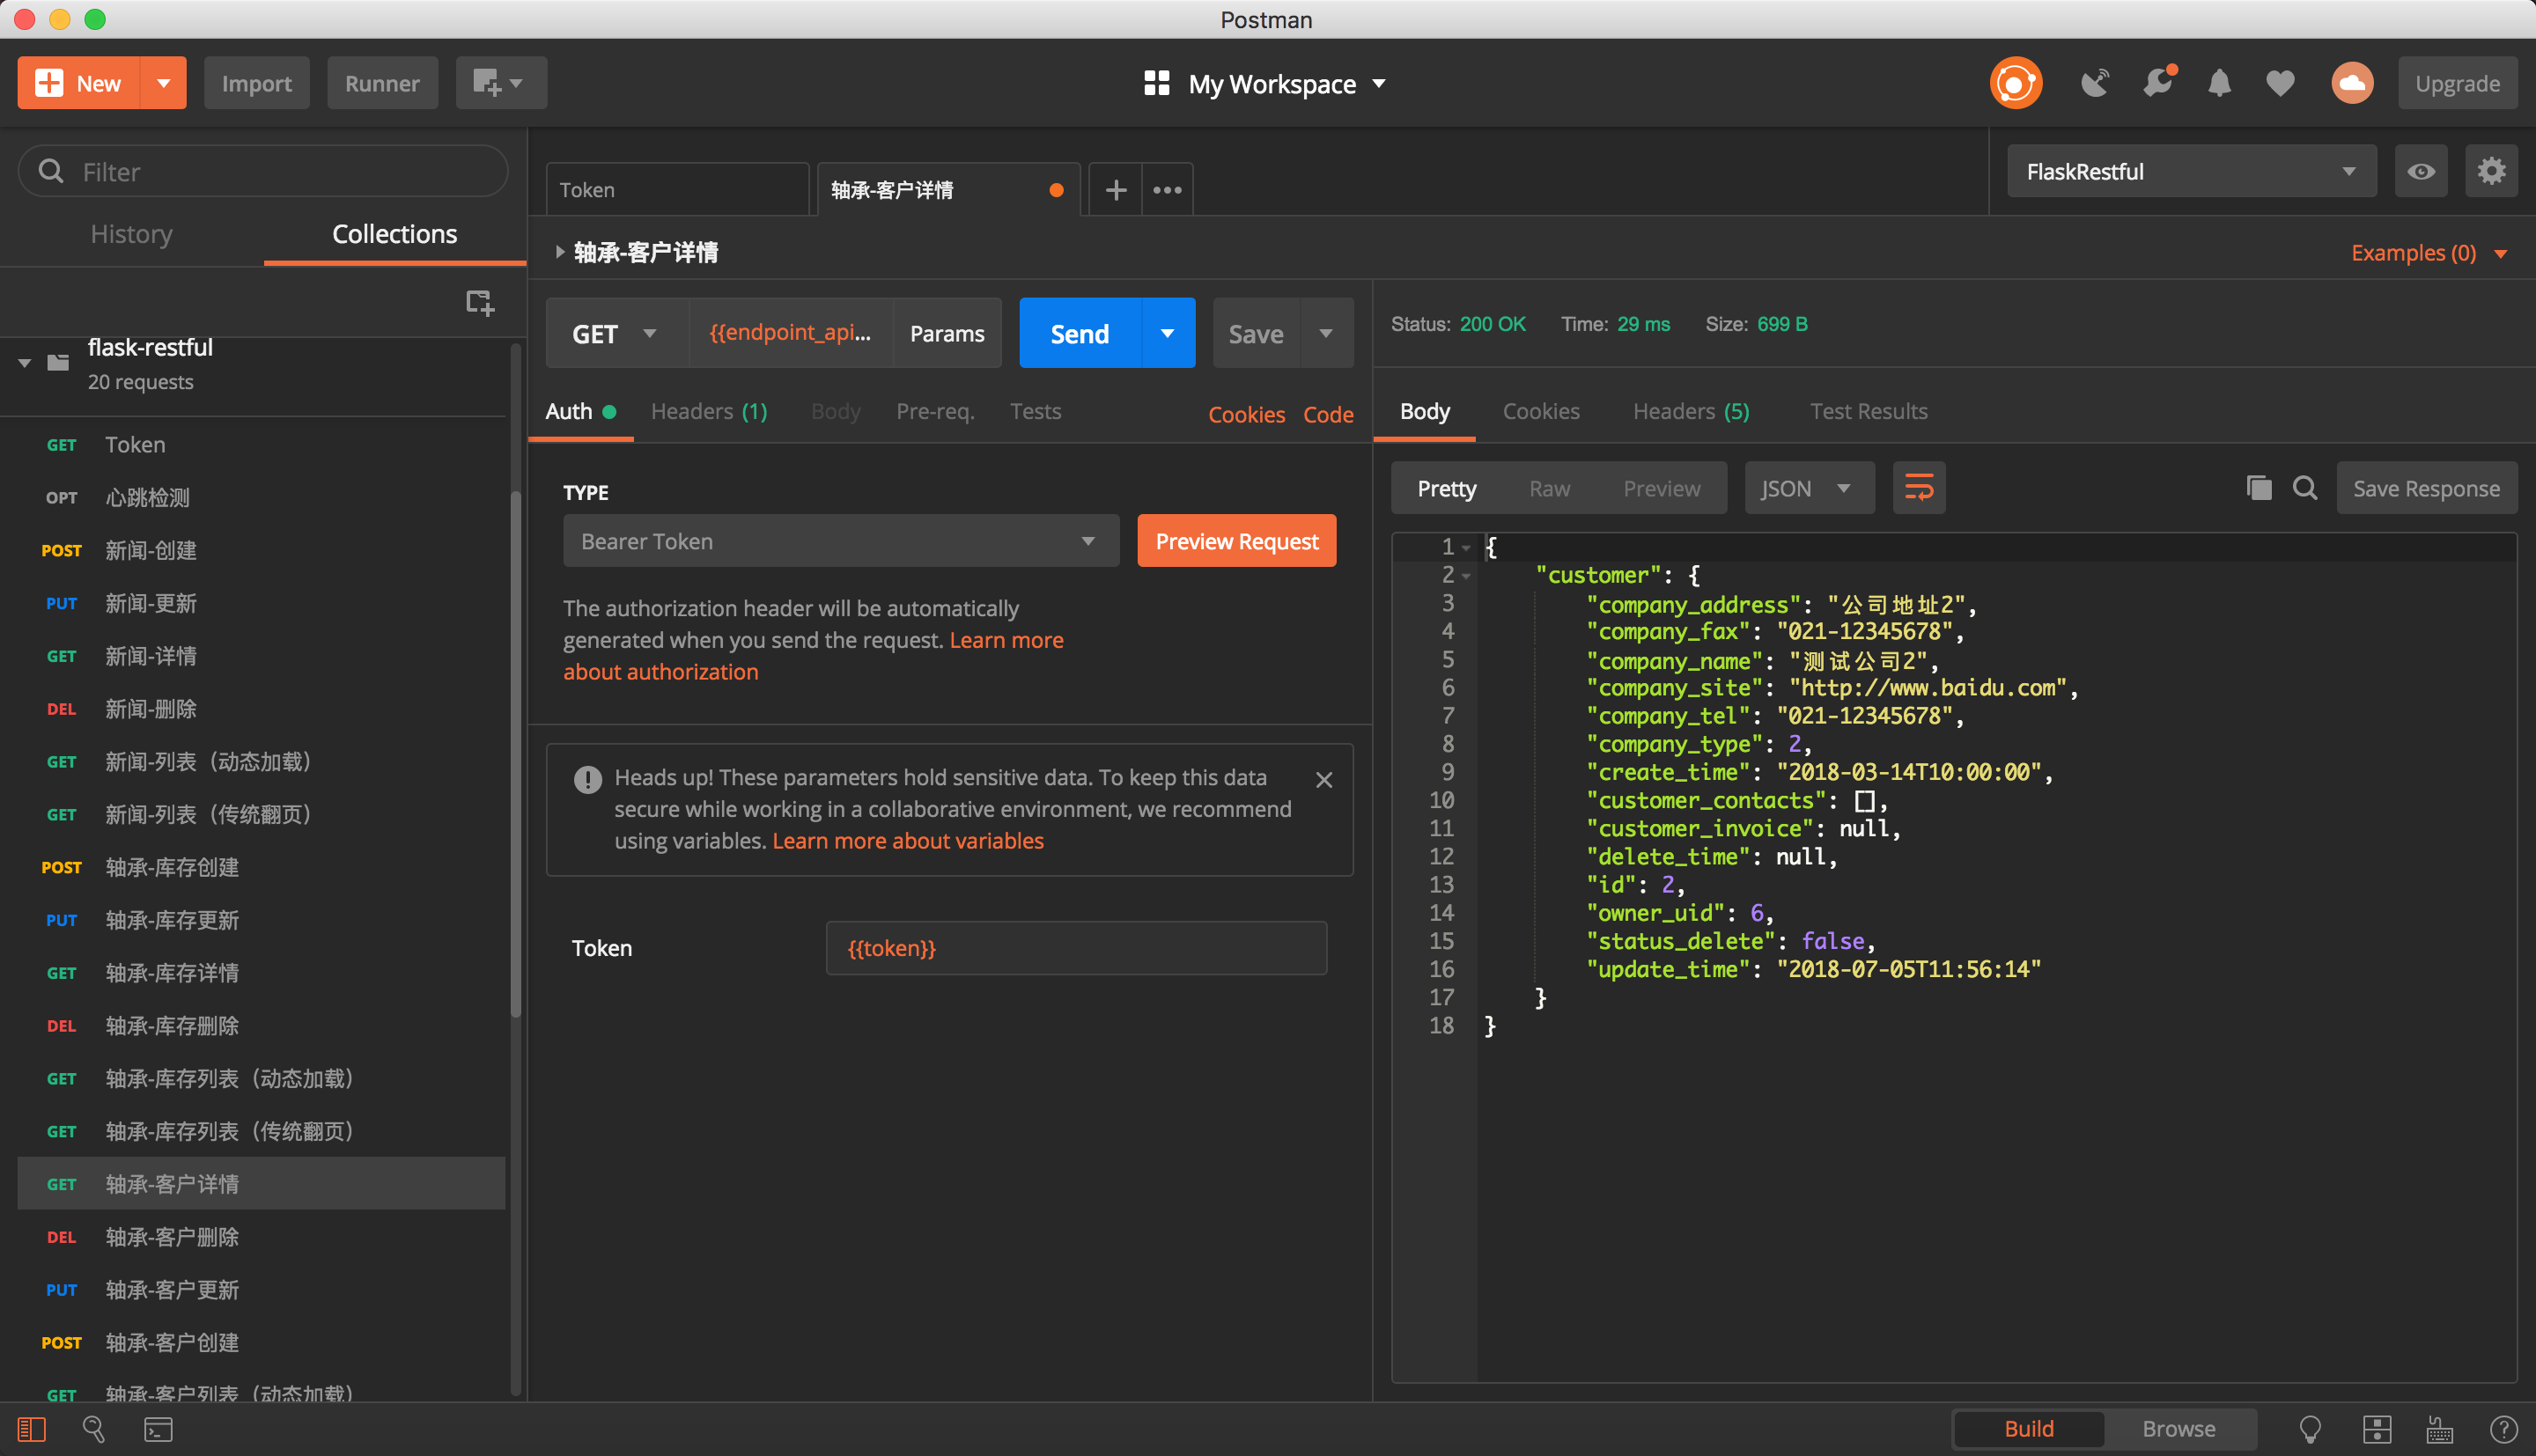 Postman
New
Import
Runner
My Workspace
Upgrade
Filter
History
Collections
flask-restful
20 requests
GET Token
OPT 心跳检测
POST 新闻-创建
PUT 新闻-更新
GET 新闻-详情
DEL 新闻-删除
GET 新闻-列表（动态加载）
GET 新闻-列表（传统翻页）
POST 轴承-库存创建
PUT 轴承-库存更新
GET 轴承-库存详情
DEL 轴承-库存删除
GET 轴承-库存列表（动态加载）
GET 轴承-库存列表（传统翻页）
GET 轴承-客户详情
DEL 轴承-客户删除
PUT 轴承-客户更新
POST 轴承-客户创建
GET 轴承-客户列表（动态加载）
Token
轴承-客户详情
FlaskRestful
轴承-客户详情
Examples (0)
GET
{{endpoint_api...
Params
Send
Save
Auth
Headers (1)
Body
Pre-req.
Tests
Cookies
Code
TYPE
Bearer Token
Preview Request
The authorization header will be automatically
generated when you send the request. Learn more
about authorization
Heads up! These parameters hold sensitive data. To keep this data
secure while working in a collaborative environment, we recommend
using variables. Learn more about variables
Token
{{token}}
Status: 200 OK
Time: 29 ms
Size: 699 B
Body
Cookies
Headers (5)
Test Results
Pretty
Raw
Preview
JSON
Save Response
1 {
2 "customer": {
3 "company_address": "公司地址2",
4 "company_fax": "021-12345678",
5 "company_name": "测试公司2",
6 "company_site": "http://www.baidu.com",
7 "company_tel": "021-12345678",
8 "company_type": 2,
9 "create_time": "2018-03-14T10:00:00",
10 "customer_contacts": [],
11 "customer_invoice": null,
12 "delete_time": null,
13 "id": 2,
14 "owner_uid": 6,
15 "status_delete": false,
16 "update_time": "2018-07-05T11:56:14"
17 }
18 }
Build
Browse